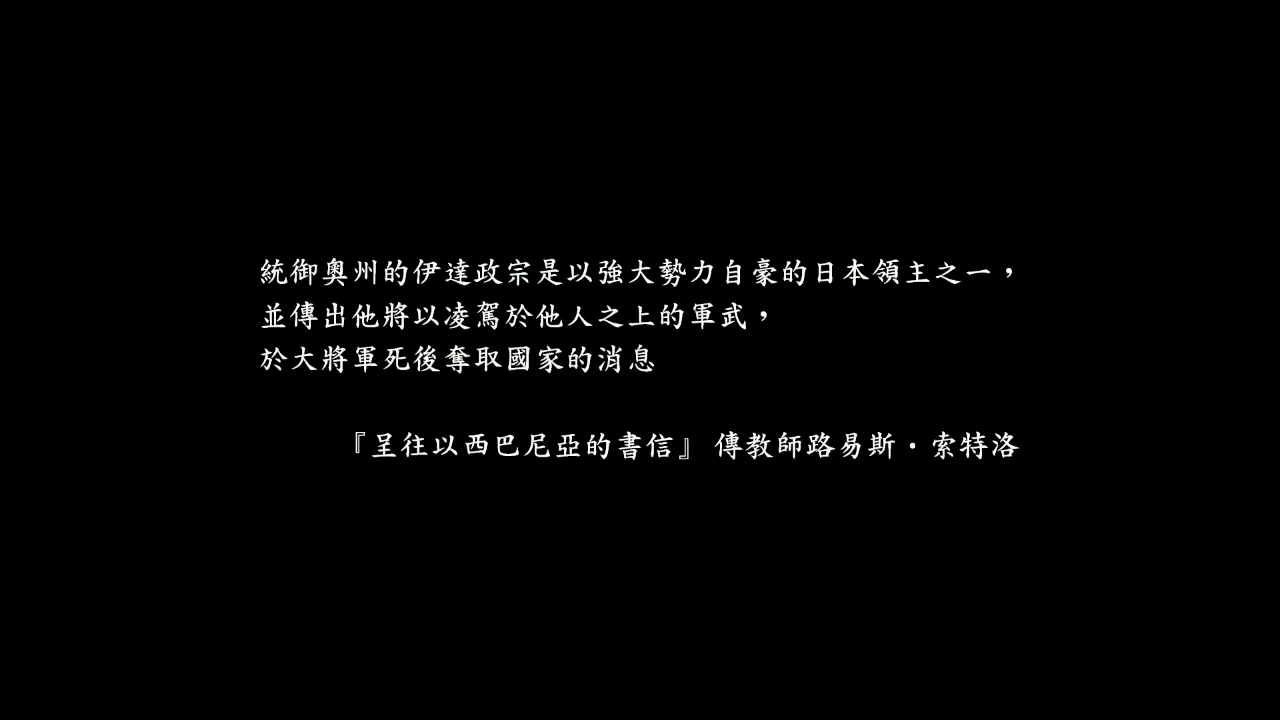 統御奧州的伊達政宗是以強大勢力自豪的日本領主之一，
並傳出他將以凌駕於他人之上的軍武，
於大將軍死後奪取國家的消息
『呈往以西巴尼亞的書信』 傳教師路易斯・索特洛